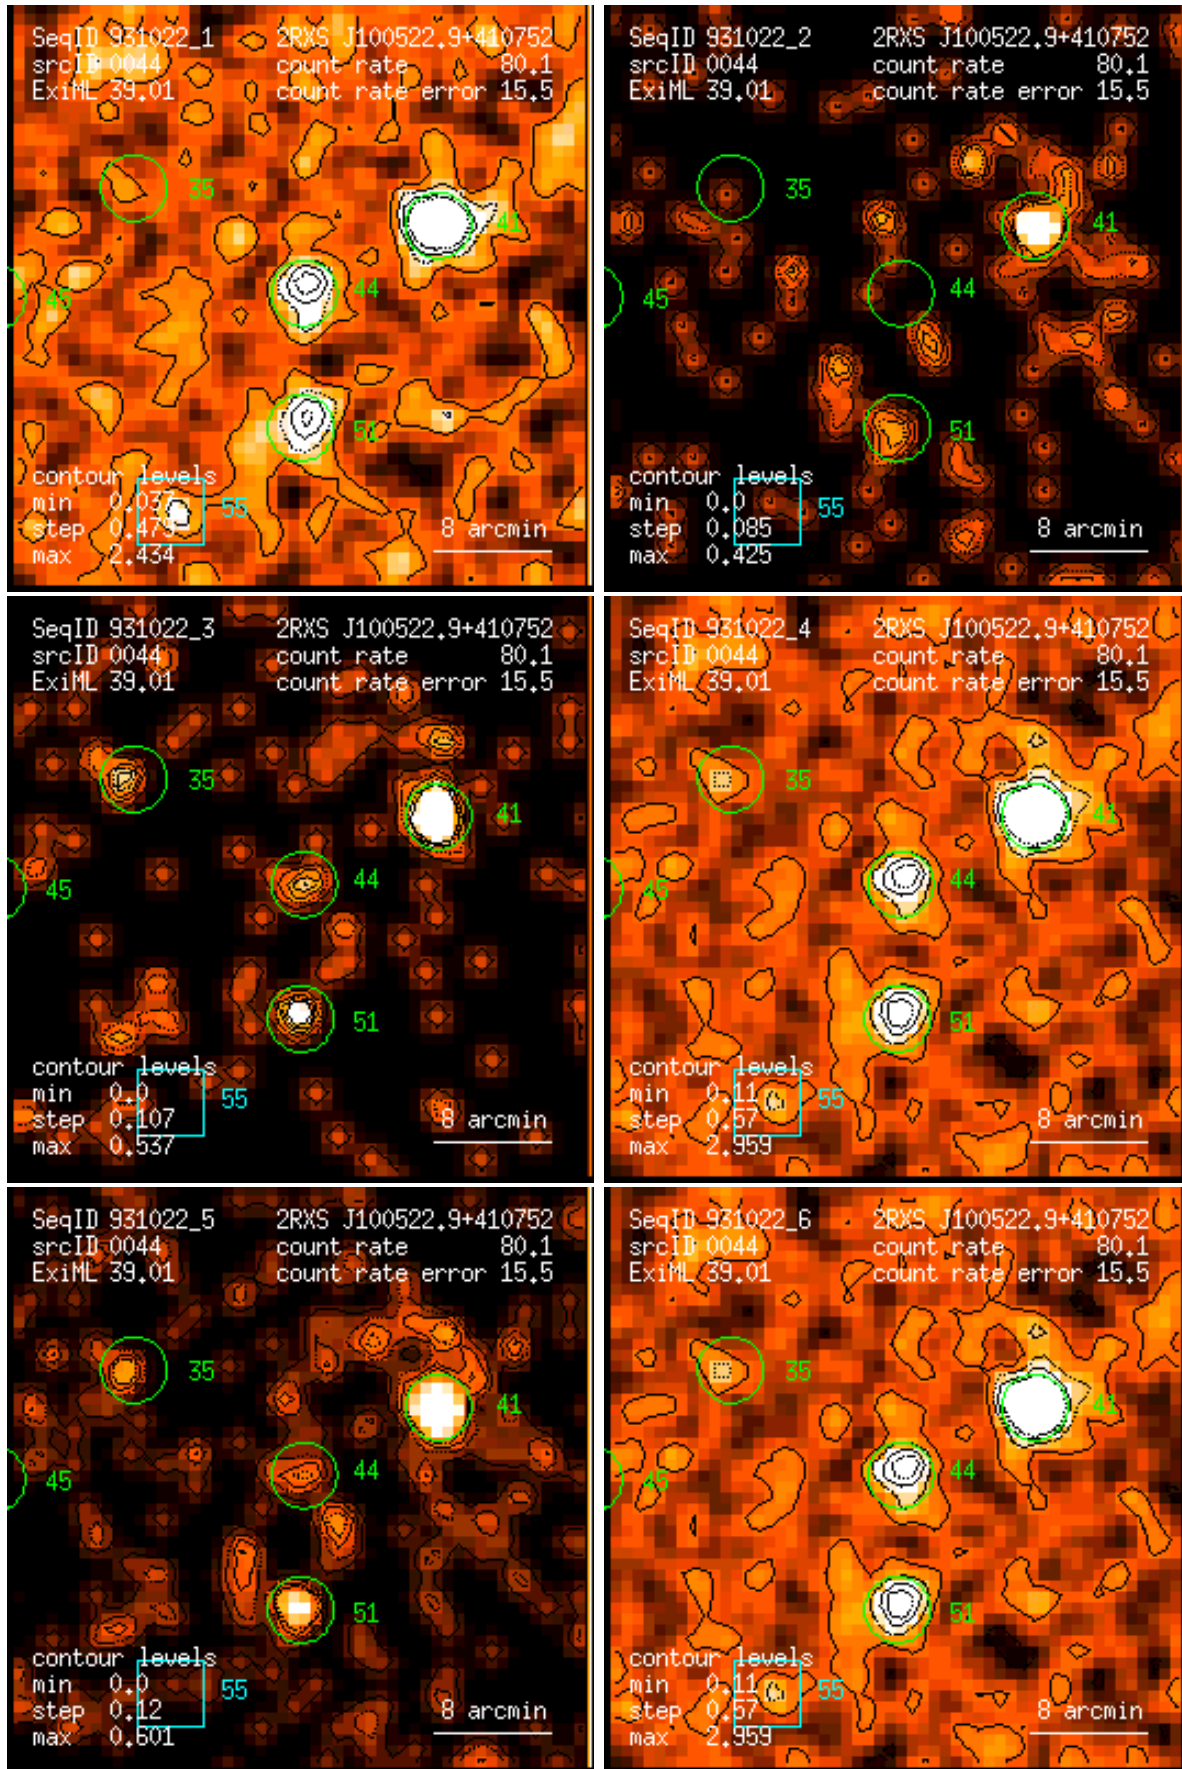 SeqID 931022_1 2RXS J100522.9+410752
srcID 0044 count rate 80.1
ExiML 39.01 count rate error 15.5
35
41
44
45
51
contour levels
min 0.037
55
step 0.479
8 arcmin
max 2.434
SeqID 931022_2 2RXS J100522.9+410752
srcID 0044 count rate 80.1
ExiML 39.01 count rate error 15.5
35
41
44
45
51
contour levels
min 0.0
55
step 0.085
8 arcmin
max 0.425
SeqID 931022_3 2RXS J100522.9+410752
srcID 0044 count rate 80.1
ExiML 39.01 count rate error 15.5
35
41
44
45
51
contour levels
min 0.0
55
step 0.107
8 arcmin
max 0.537
SeqID 931022_4 2RXS J100522.9+410752
srcID 0044 count rate 80.1
ExiML 39.01 count rate error 15.5
35
41
44
45
51
contour levels
min 0.11
55
step 0.57
8 arcmin
max 2.959
SeqID 931022_5 2RXS J100522.9+410752
srcID 0044 count rate 80.1
ExiML 39.01 count rate error 15.5
35
41
44
45
51
contour levels
min 0.0
55
step 0.12
8 arcmin
max 0.601
SeqID 931022_6 2RXS J100522.9+410752
srcID 0044 count rate 80.1
ExiML 39.01 count rate error 15.5
35
41
44
45
51
contour levels
min 0.11
55
step 0.57
8 arcmin
max 2.959